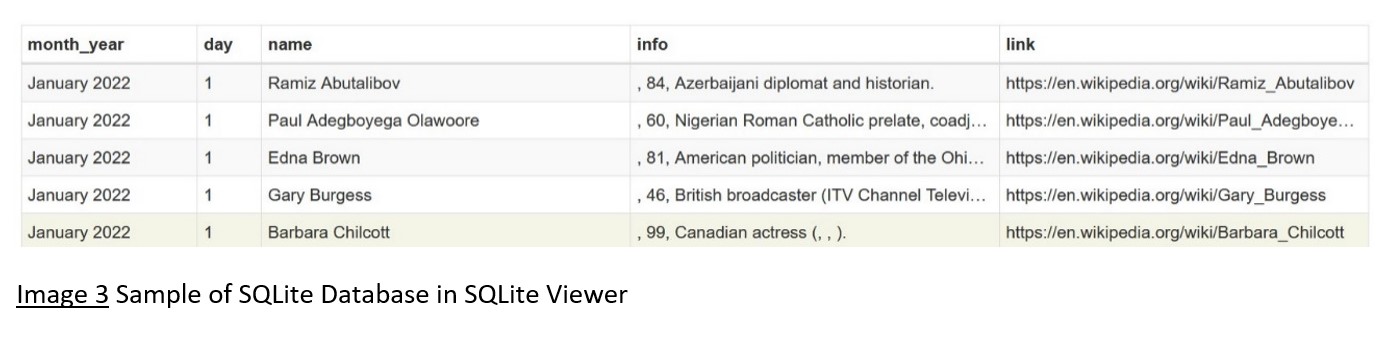 month_year day name info link
January 2022 1 Ramiz Abutalibov , 84, Azerbaijani diplomat and historian. https://en.wikipedia.org/wiki/Ramiz_Abutalibov
January 2022 1 Paul Adegboyega Olawoore , 60, Nigerian Roman Catholic prelate, coadj... https://en.wikipedia.org/wiki/Paul_Adegboye...
January 2022 1 Edna Brown , 81, American politician, member of the Ohi... https://en.wikipedia.org/wiki/Edna_Brown
January 2022 1 Gary Burgess , 46, British broadcaster (ITV Channel Televi... https://en.wikipedia.org/wiki/Gary_Burgess
January 2022 1 Barbara Chilcott , 99, Canadian actress (, , ). https://en.wikipedia.org/wiki/Barbara_Chilcott
Image 3 Sample of SQLite Database in SQLite Viewer